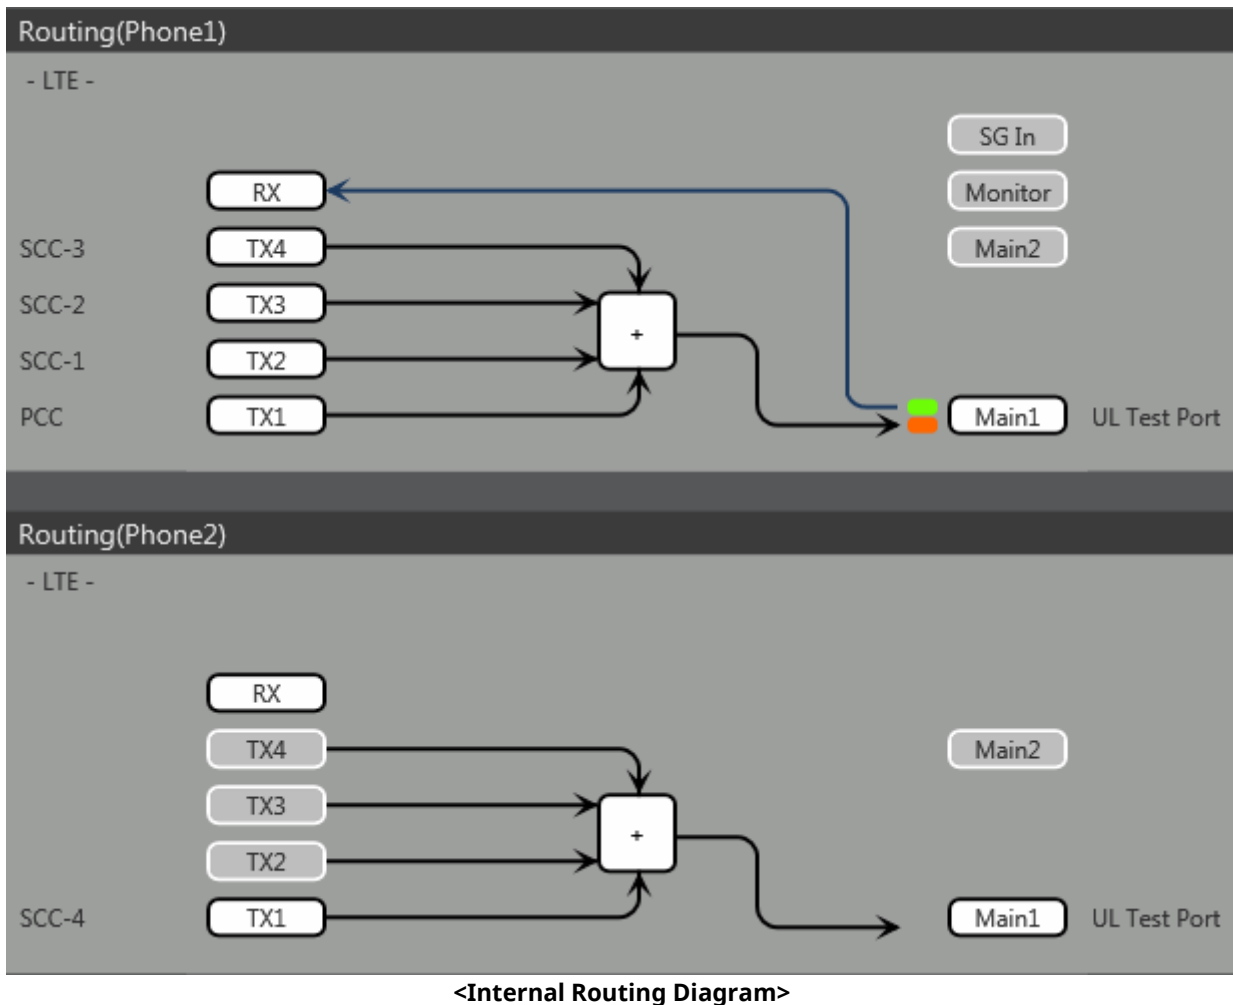 Routing(Phone1)
- LTE -
SG In
RX
Monitor
SCC-3
TX4
Main2
SCC-2
TX3
+
SCC-1
TX2
PCC
TX1
Main1
UL Test Port
Routing(Phone2)
- LTE -
RX
TX4
Main2
TX3
+
TX2
SCC-4
TX1
Main1
UL Test Port
<Internal Routing Diagram>